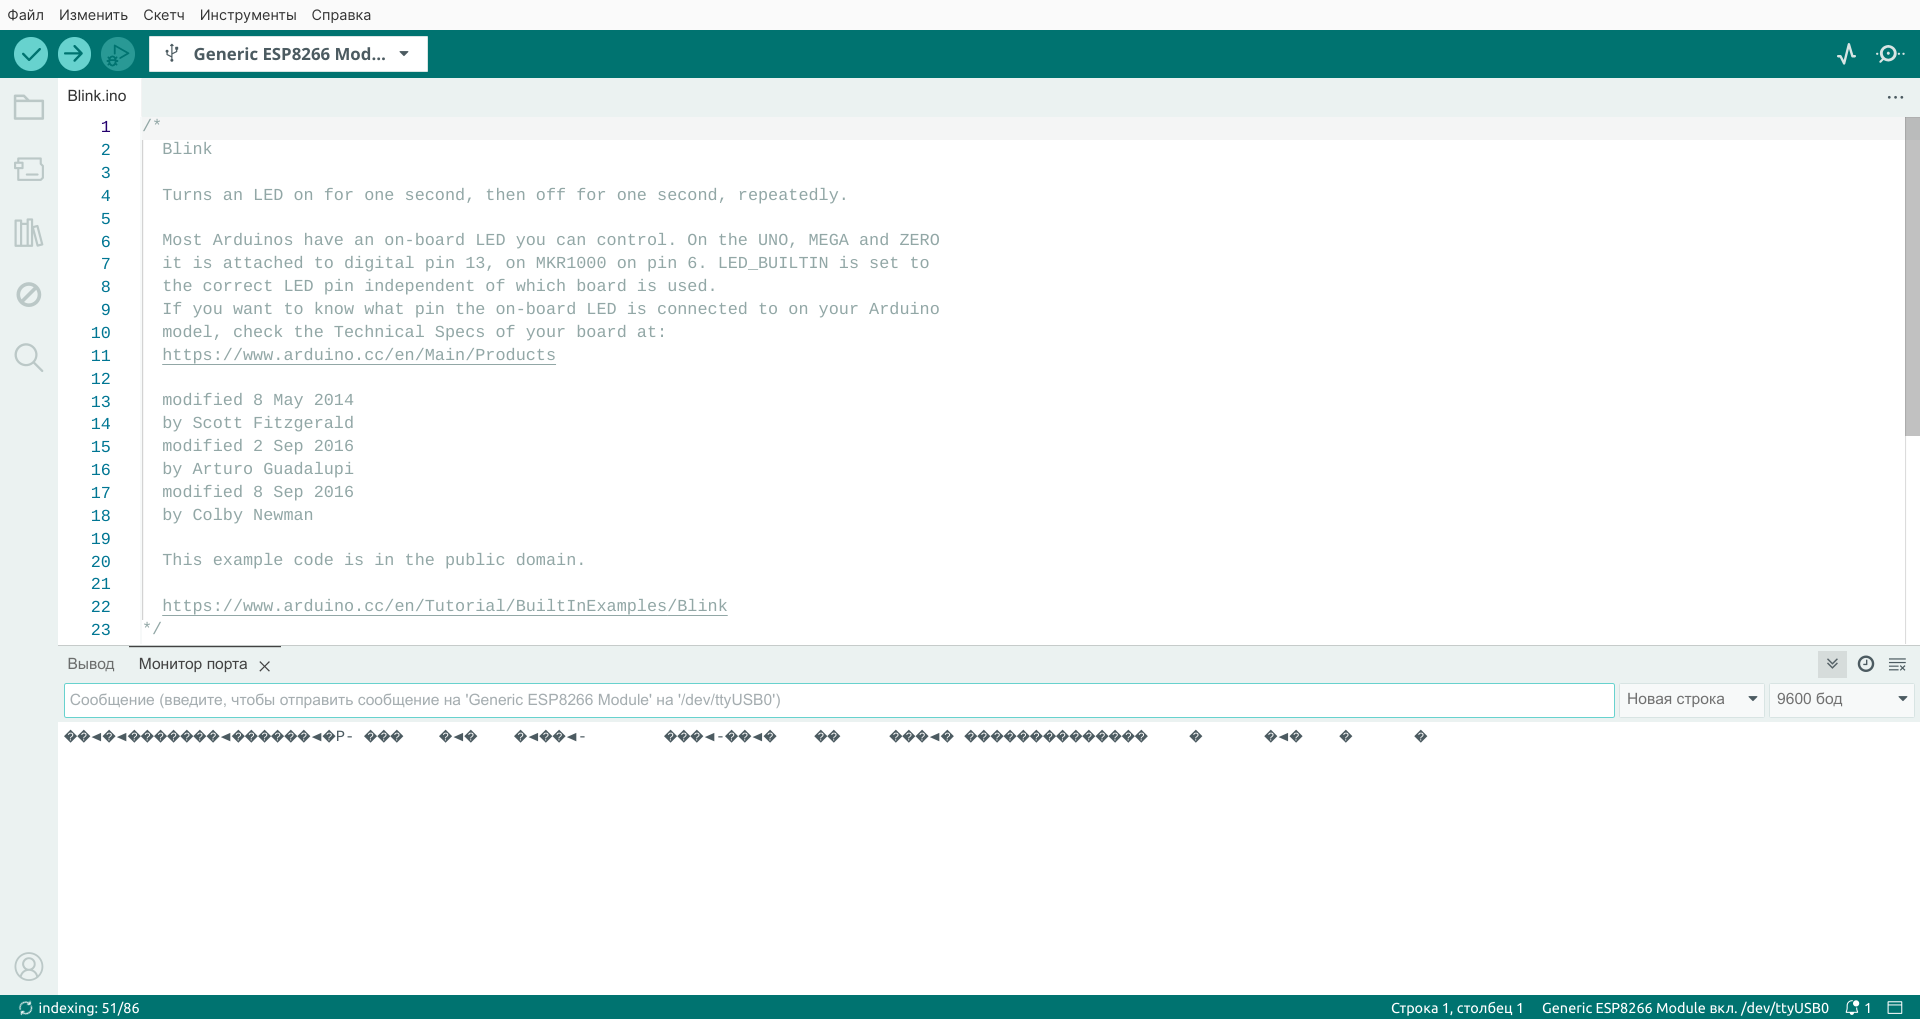 Файл Изменить Скетч Инструменты Справка
Generic ESP8266 Mod...
Blink.ino
1 /*
2 Blink
3
4 Turns an LED on for one second, then off for one second, repeatedly.
5
6 Most Arduinos have an on-board LED you can control. On the UNO, MEGA and ZERO
7 it is attached to digital pin 13, on MKR1000 on pin 6. LED_BUILTIN is set to
8 the correct LED pin independent of which board is used.
9 If you want to know what pin the on-board LED is connected to on your Arduino
10 model, check the Technical Specs of your board at:
11 https://www.arduino.cc/en/Main/Products
12
13 modified 8 May 2014
14 by Scott Fitzgerald
15 modified 2 Sep 2016
16 by Arturo Guadalupi
17 modified 8 Sep 2016
18 by Colby Newman
19
20 This example code is in the public domain.
21
22 https://www.arduino.cc/en/Tutorial/BuiltInExamples/Blink
23 */
Вывод Монитор порта
Сообщение (введите, чтобы отправить сообщение на 'Generic ESP8266 Module' на '/dev/ttyUSB0') Новая строка 9600 бод
��◄�◄�������◄������◄�P- ��� �◄� �◄��◄- ���◄-��◄� �� ���◄� �������������� � �◄� � �
indexing: 51/86 Строка 1, столбец 1 Generic ESP8266 Module вкл. /dev/ttyUSB0 1